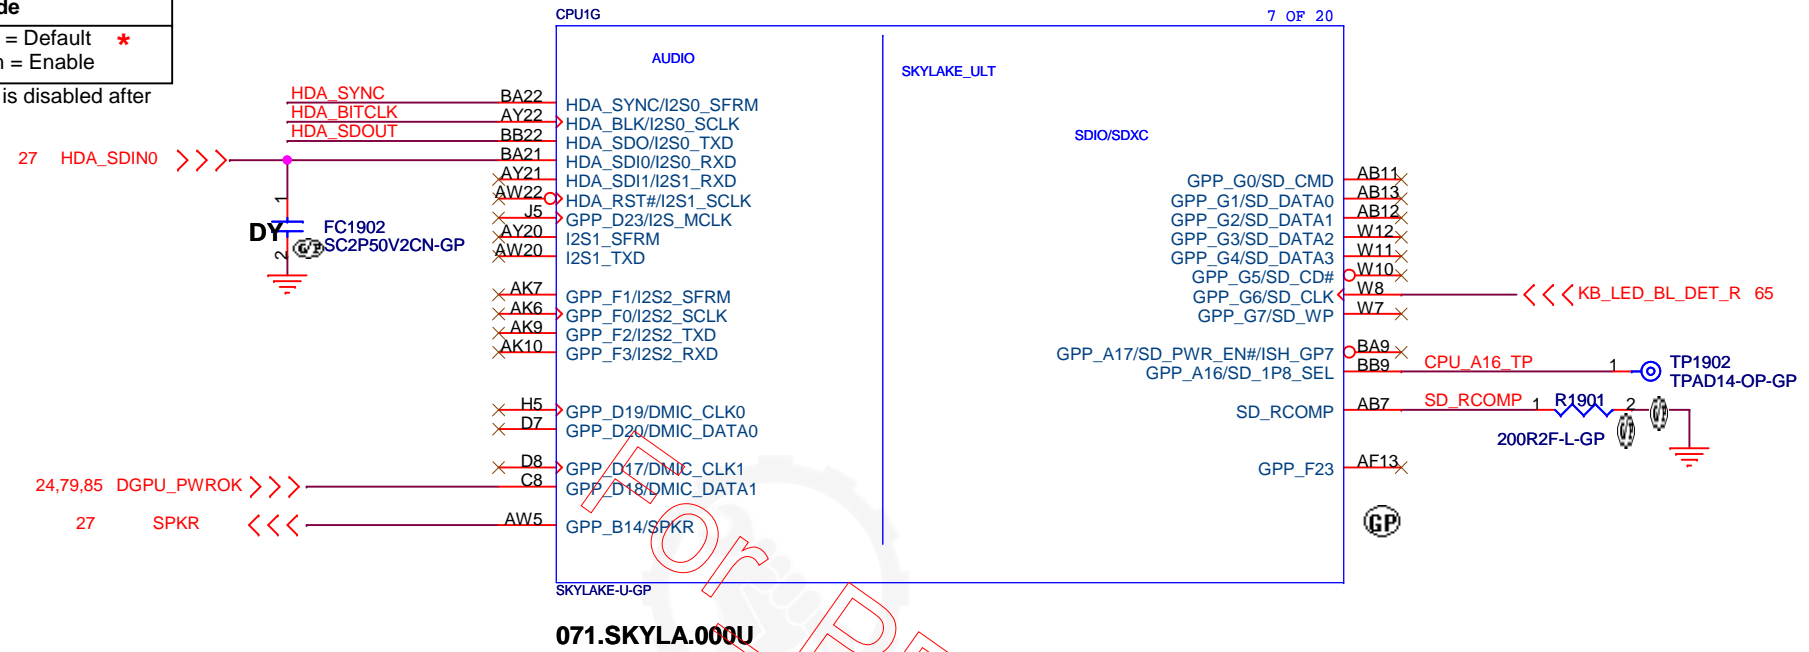 de
= Default *
n = Enable
is disabled after
CPU1G
7 OF 20
AUDIO
SKYLAKE_ULT
SDIO/SDXC
HDA_SYNC BA22 HDA_SYNC/I2S0_SFRM
HDA_BITCLK AY22 HDA_BLK/I2S0_SCLK
HDA_SDOUT BB22 HDA_SDO/I2S0_TXD
27 HDA_SDIN0 BA21 HDA_SDI0/I2S0_RXD
AY21 HDA_SDI1/I2S1_RXD
AW22 HDA_RST#/I2S1_SCLK
J5 GPP_D23/I2S_MCLK
AY20 I2S1_SFRM
AW20 I2S1_TXD
1
DY
FC1902
SC2P50V2CN-GP
G/P
2
AK7 GPP_F1/I2S2_SFRM
AK6 GPP_F0/I2S2_SCLK
AK9 GPP_F2/I2S2_TXD
AK10 GPP_F3/I2S2_RXD
H5 GPP_D19/DMIC_CLK0
D7 GPP_D20/DMIC_DATA0
D8 GPP_D17/DMIC_CLK1
24,79,85 DGPU_PWROK C8 GPP_D18/DMIC_DATA1
27 SPKR AW5 GPP_B14/SPKR
GPP_G0/SD_CMD AB11
GPP_G1/SD_DATA0 AB13
GPP_G2/SD_DATA1 AB12
GPP_G3/SD_DATA2 W12
GPP_G4/SD_DATA3 W11
GPP_G5/SD_CD# W10
GPP_G6/SD_CLK W8 KB_LED_BL_DET_R 65
GPP_G7/SD_WP W7
GPP_A17/SD_PWR_EN#/ISH_GP7 BA9
GPP_A16/SD_1P8_SEL BB9 CPU_A16_TP 1 TP1902
TPAD14-OP-GP
SD_RCOMP AB7 SD_RCOMP 1 R1901 2
200R2F-L-GP
G/P
G/P
GPP_F23 AF13
GP
SKYLAKE-U-GP
071.SKYLA.000U
For